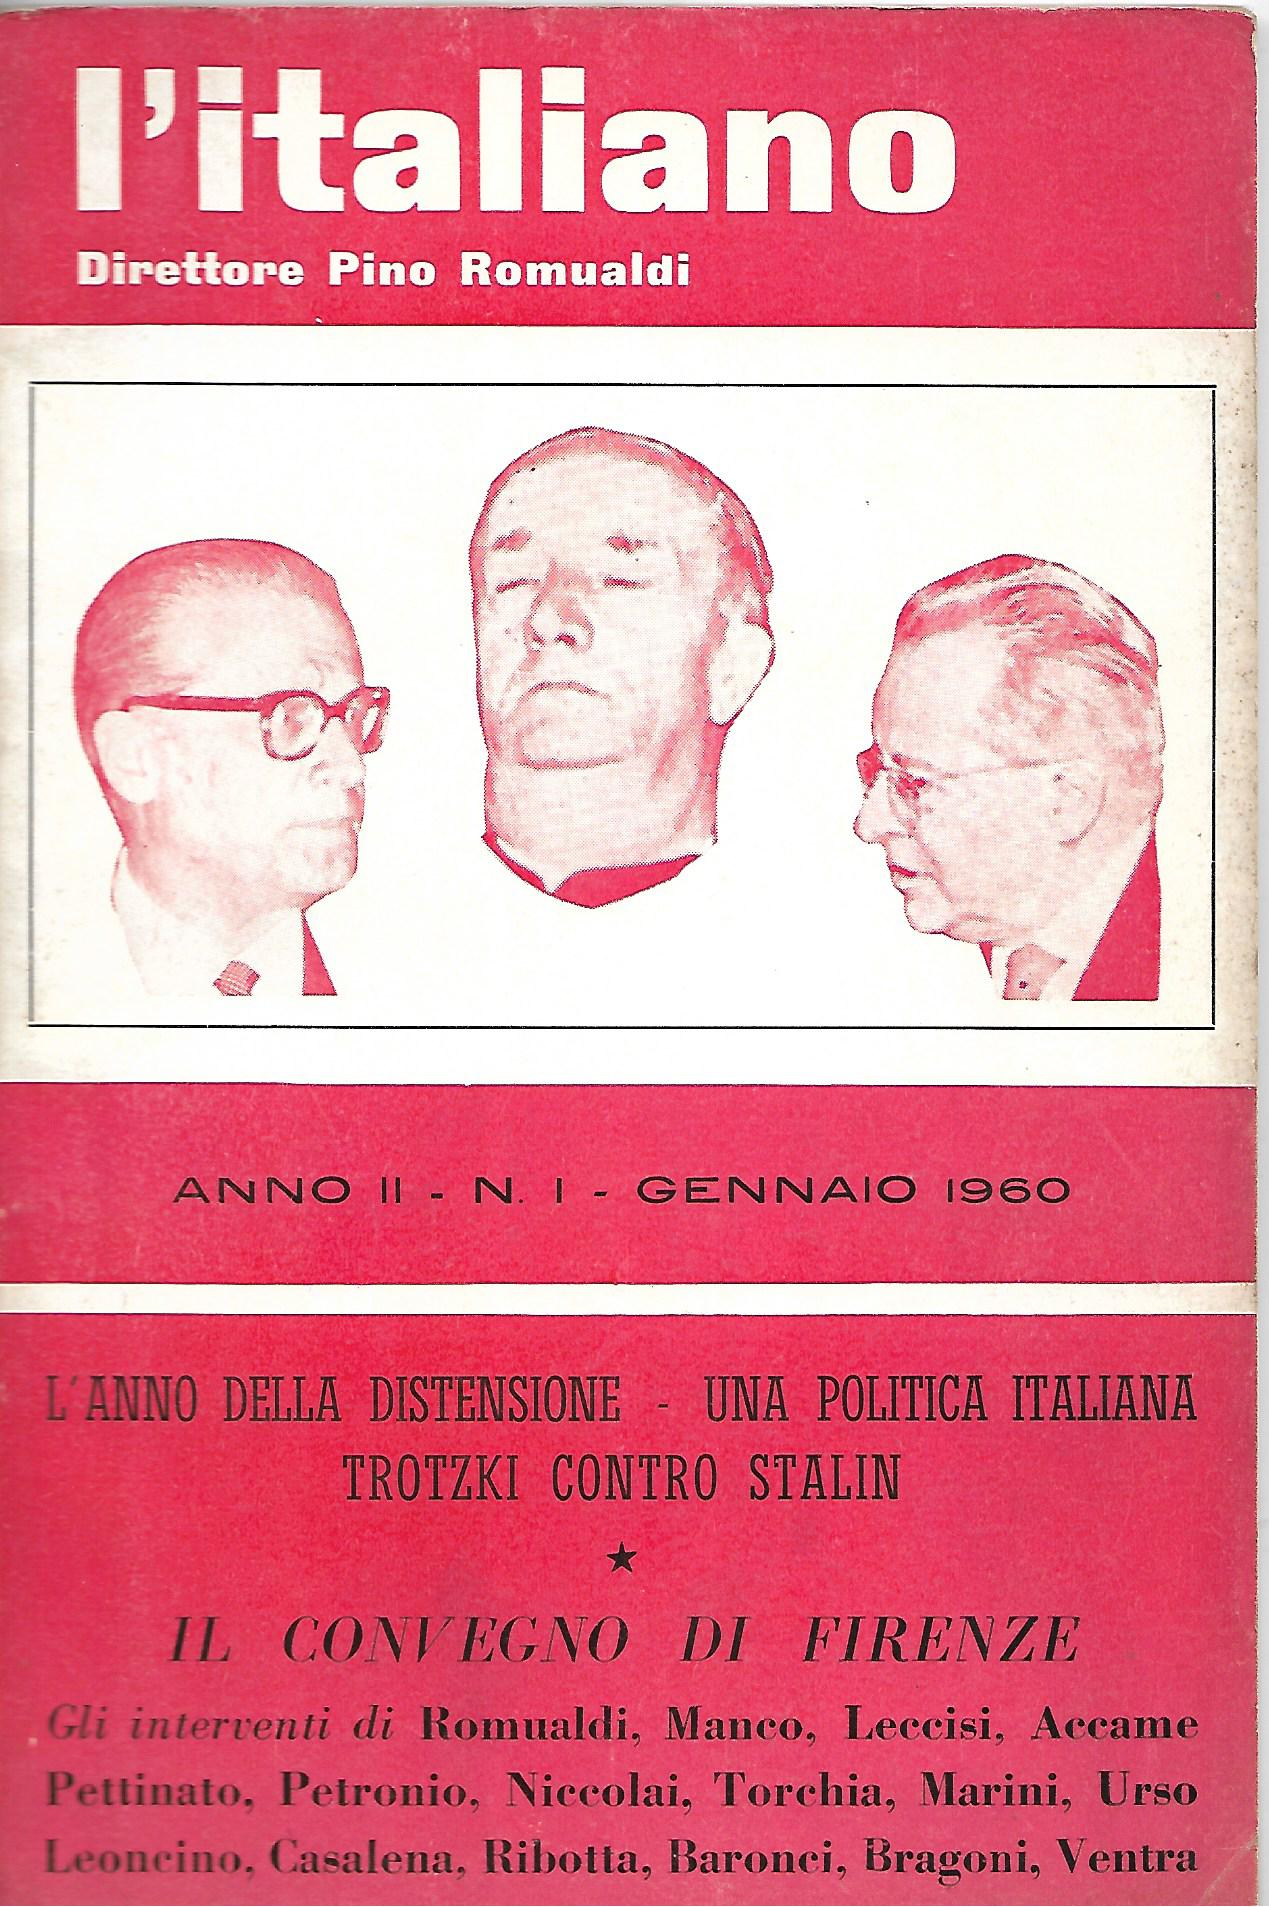 l'italiano
Direttore Pino Romualdi
ANNO II - N. 1 - GENNAIO 1960
L'ANNO DELLA DISTENSIONE - UNA POLITICA ITALIANA
TROTZKI CONTRO STALIN
★
IL CONVEGNO DI FIRENZE
Gli interventi di Romualdi, Manco, Leccisi, Accame
Pettinato, Petronio, Niccolai, Torchia, Marini, Urso
Leoncino, Casalena, Ribotta, Baronci, Bragoni, Ventra